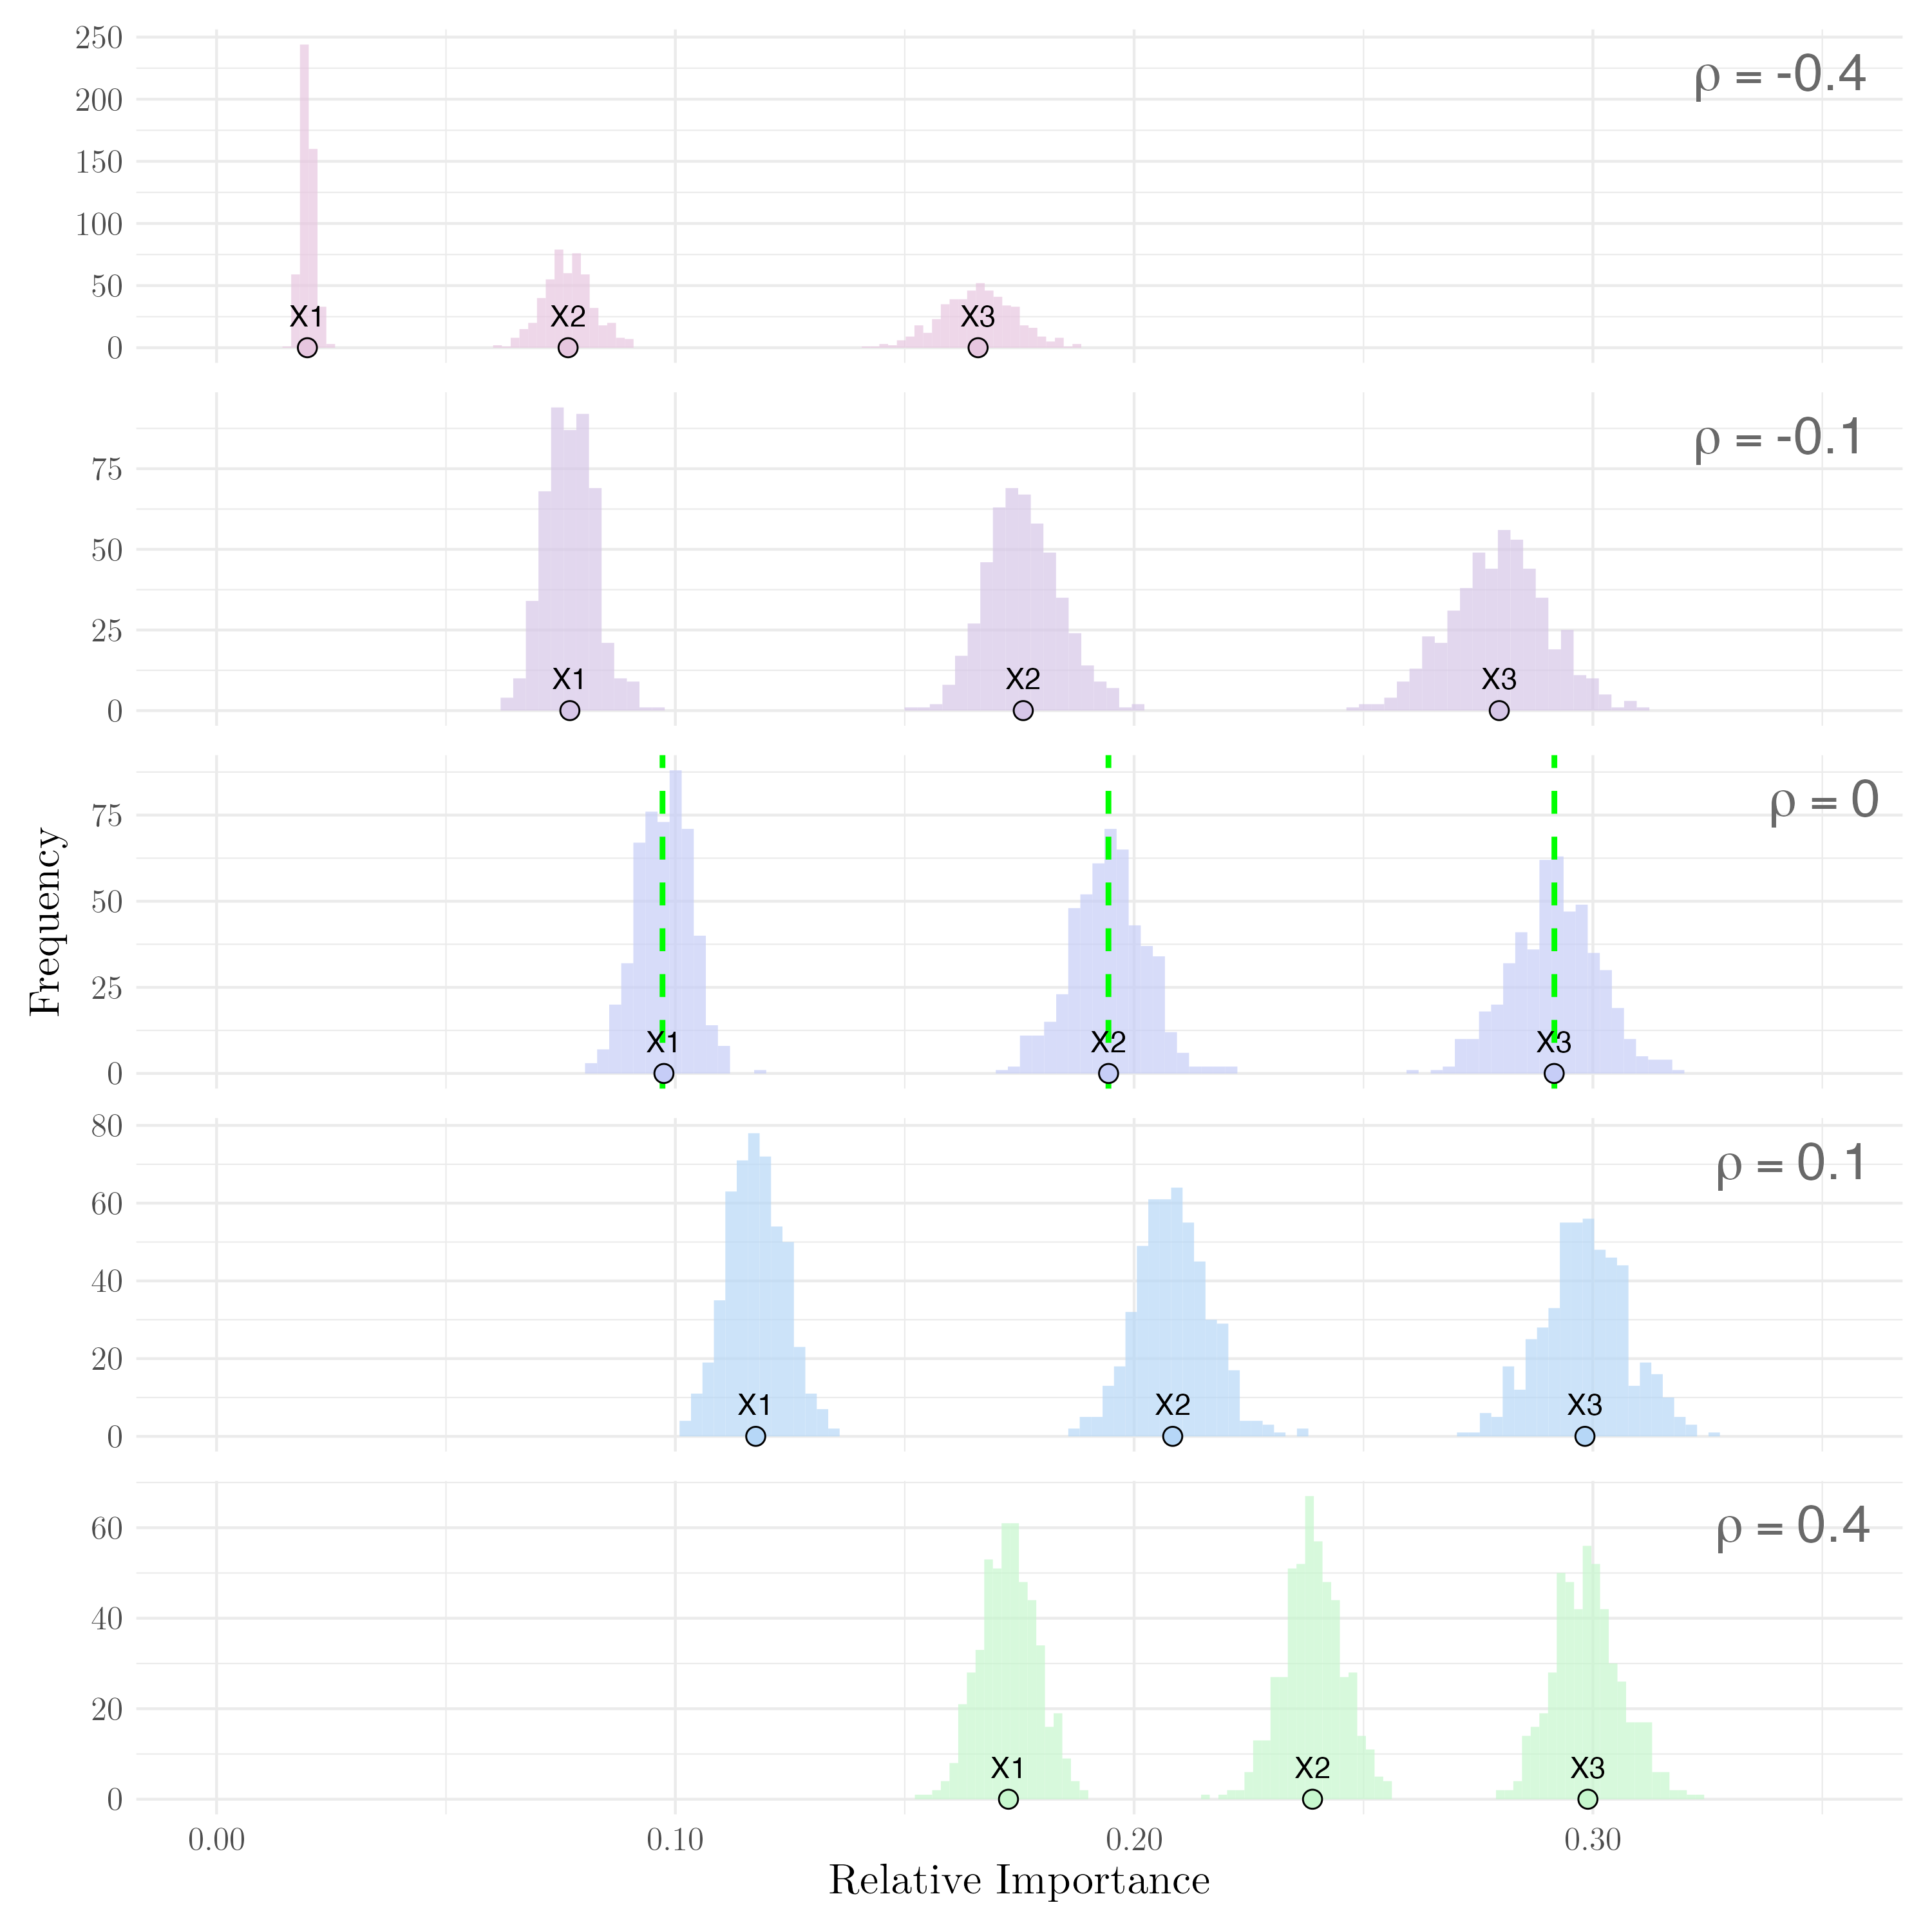 250
200
150
100
50
0
ρ = -0.4
X1 X2 X3
75
50
25
0
ρ = -0.1
X1 X2 X3
75
50
25
0
ρ = 0
X1 X2 X3
80
60
40
20
0
ρ = 0.1
X1 X2 X3
60
40
20
0
ρ = 0.4
X1 X2 X3
Frequency
0.00 0.10 0.20 0.30
Relative Importance